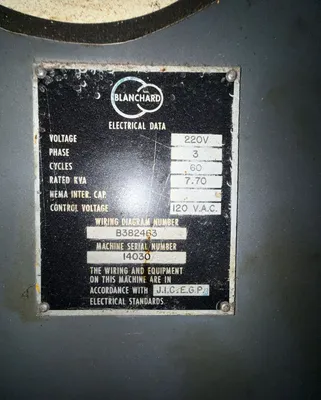 BLANCHARD
ELECTRICAL DATA
VOLTAGE 220V
PHASE 3
CYCLES 60
RATED KVA 7.70
NEMA INTER. CAP.
CONTROL VOLTAGE 120 V.A.C.
WIRING DIAGRAM NUMBER
B382463
MACHINE SERIAL NUMBER
14030
THE WIRING AND EQUIPMENT
ON THIS MACHINE ARE IN
ACCORDANCE WITH J.I.C.E.G.P.
ELECTRICAL STANDARDS.